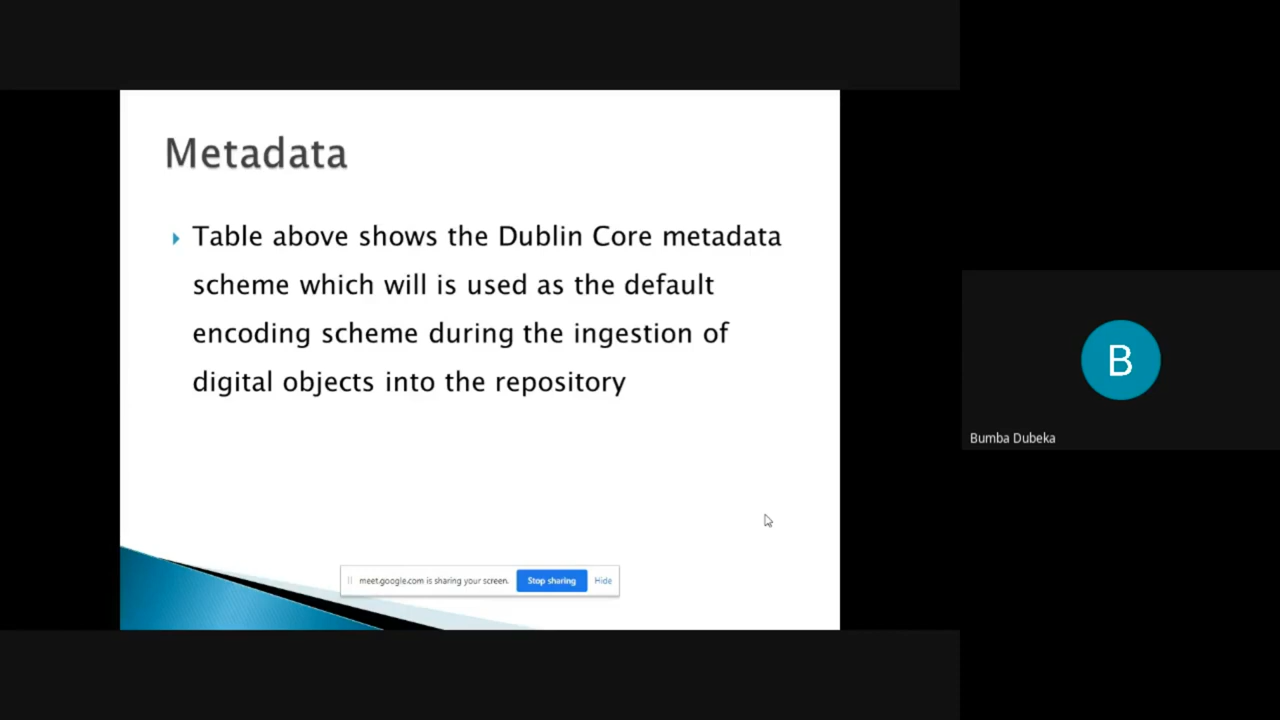 Metadata
Table above shows the Dublin Core metadata
scheme which will is used as the default
encoding scheme during the ingestion of
digital objects into the repository
meet.google.com is sharing your screen.
Stop sharing
Hide
B
Bumba Dubeka